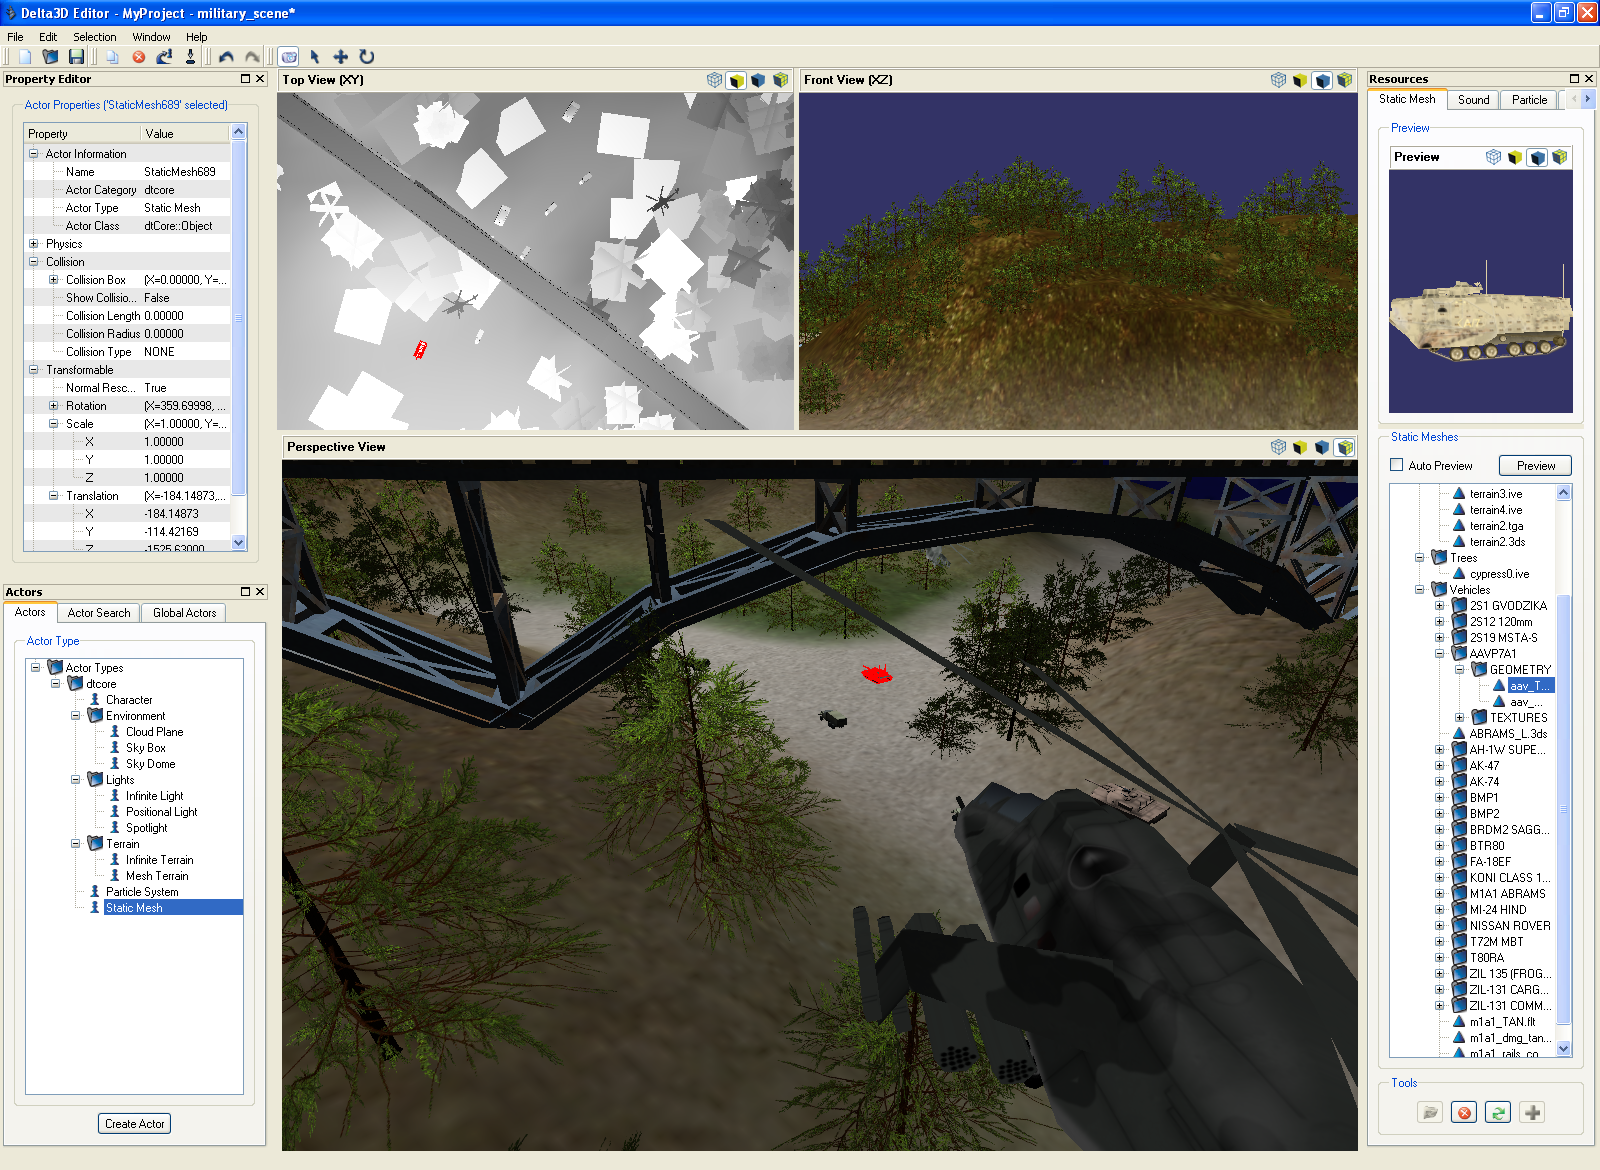 Delta3D Editor - MyProject - military_scene*
File Edit Selection Window Help
Property Editor
Actor Properties ('StaticMesh689' selected)
Property Value
Actor Information
Name StaticMesh689
Actor Category dtcore
Actor Type Static Mesh
Actor Class dtCore::Object
Physics
Collision
Collision Box (X=0.00000, Y=...
Show Collisio... False
Collision Length 0.00000
Collision Radius 0.00000
Collision Type NONE
Transformable
Normal Resc... True
Rotation (X=359.69998, ...
Scale (X=1.00000, Y=...
X 1.00000
Y 1.00000
Z 1.00000
Translation (X=-184.14873,...
X -184.14873
Y -114.42169
Z -1525.63000
Actors
Actors Actor Search Global Actors
Actor Type
Actor Types
dtcore
Character
Environment
Cloud Plane
Sky Box
Sky Dome
Lights
Infinite Light
Positional Light
Spotlight
Terrain
Infinite Terrain
Mesh Terrain
Particle System
Static Mesh
Create Actor
Top View (XY)
Front View (XZ)
Perspective View
Resources
Static Mesh Sound Particle
Preview
Preview
Static Meshes
Auto Preview Preview
terrain3.ive
terrain4.ive
terrain2.tga
terrain2.3ds
Trees
cypress0.ive
Vehicles
2S1 GVODZIKA
2S12 120mm
2S19 MSTA-S
AAVP7A1
GEOMETRY
aav_T...
aav_...
TEXTURES
ABRAMS_L.3ds
AH-1W SUPE...
AK-47
AK-74
BMP1
BMP2
BRDM2 SAGG...
BTR80
FA-18EF
KONI CLASS 1...
M1A1 ABRAMS
MI-24 HIND
NISSAN ROVER
T72M MBT
T80RA
ZIL 135 (FROG...
ZIL-131 CARG...
ZIL-131 COMM...
m1a1_TAN.flt
m1a1_dmg_tan...
m1a1_rails_co...
Tools